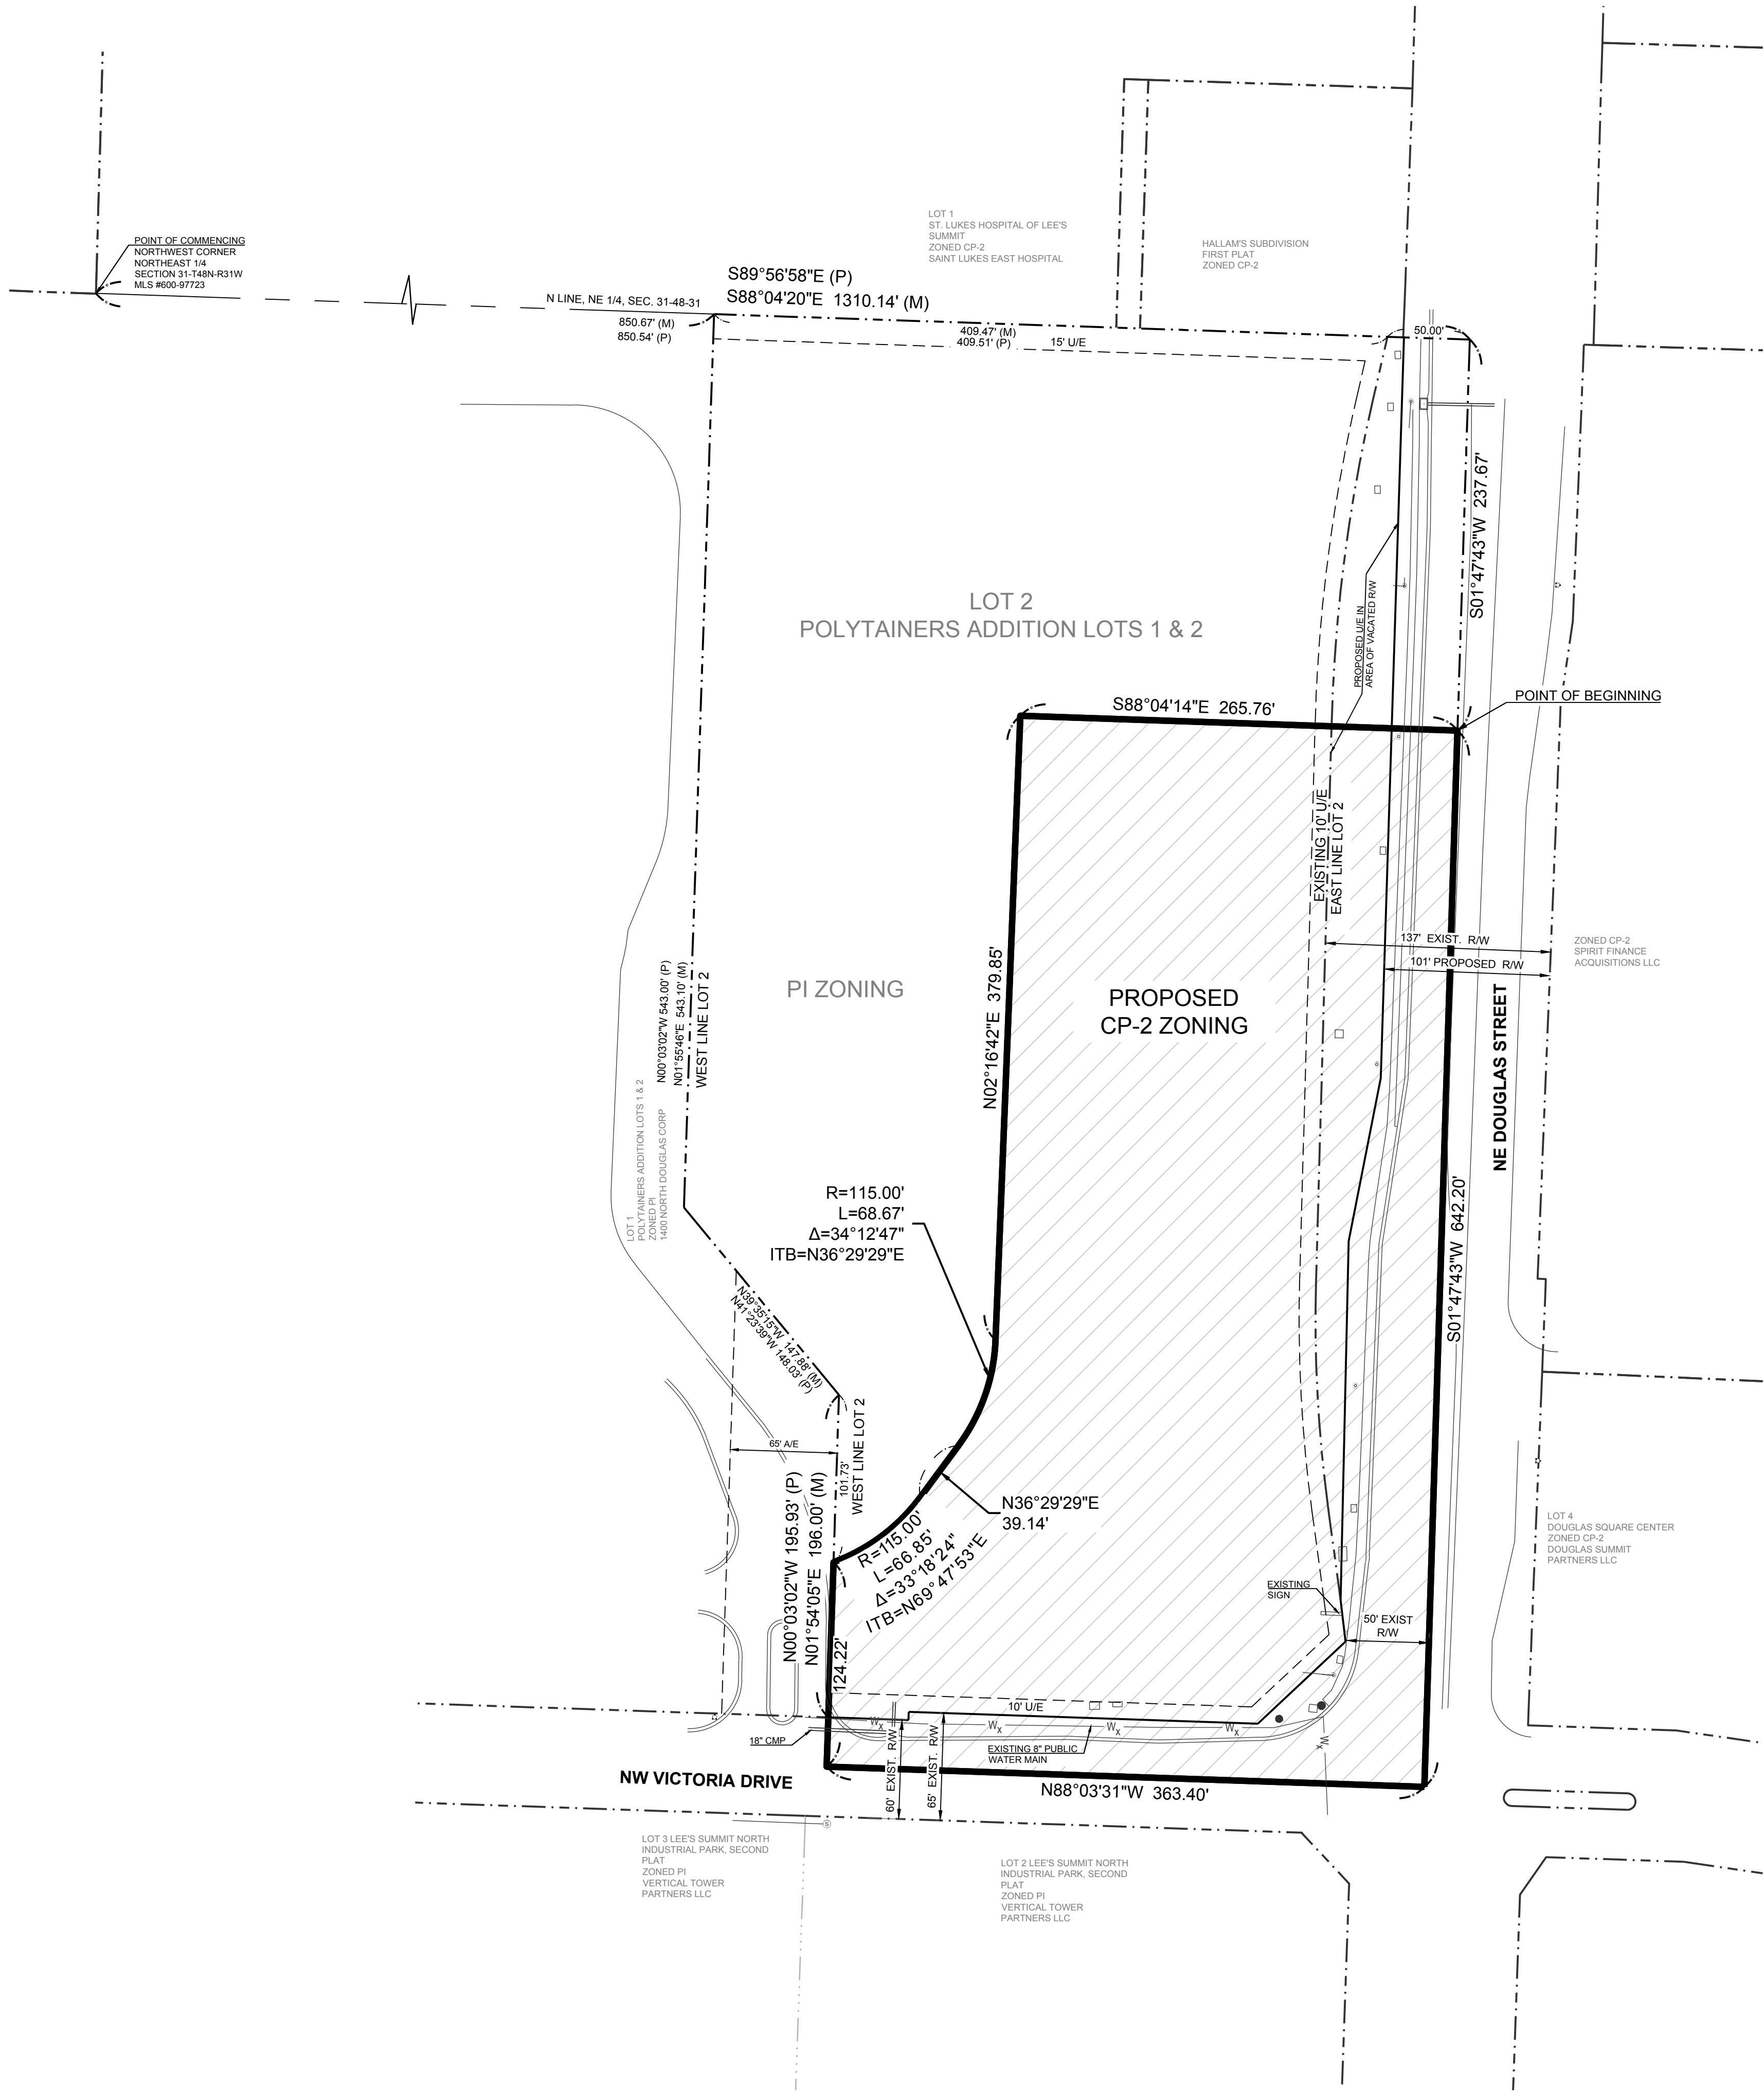 POINT OF COMMENCING
NORTHWEST CORNER
NORTHEAST 1/4
SECTION 31-T48N-R31W
MLS #600-97723
LOT 1
ST. LUKES HOSPITAL OF LEE'S
SUMMIT
ZONED CP-2
SAINT LUKES EAST HOSPITAL
HALLAM'S SUBDIVISION
FIRST PLAT
ZONED CP-2
S89°56'58"E (P)
S88°04'20"E 1310.14' (M)
N LINE, NE 1/4, SEC. 31-48-31
850.67' (M)
850.54' (P)
409.47' (M)
409.51' (P)
15' U/E
50.00'
S01°47'43"W 237.67'
PROPOSED U/E IN
AREA OF VACATED R/W
LOT 2
POLYTAINERS ADDITION LOTS 1 & 2
S88°04'14"E 265.76'
POINT OF BEGINNING
EXISTING 10' U/E
EAST LINE LOT 2
137' EXIST. R/W
101' PROPOSED R/W
ZONED CP-2
SPIRIT FINANCE
ACQUISITIONS LLC
PI ZONING
PROPOSED
CP-2 ZONING
N02°16'42"E 379.85'
N00°03'02"W 543.00' (P)
N01°55'46"E 543.10' (M)
WEST LINE LOT 2
NE DOUGLAS STREET
LOT 1
POLYTAINERS ADDITION LOTS 1 & 2
ZONED PI
1400 NORTH DOUGLAS CORP
R=115.00'
L=68.67'
Δ=34°12'47"
ITB=N36°29'29"E
S01°47'43"W 642.20'
N39°35'15"W 147.88' (M)
N41°23'39"W 148.03' (P)
65' A/E
101.73'
WEST LINE LOT 2
N00°03'02"W 195.93' (P)
N01°54'05"E 196.00' (M)
N36°29'29"E
39.14'
R=115.00'
L=66.85'
Δ=33°18'24"
ITB=N69°47'53"E
124.22'
LOT 4
DOUGLAS SQUARE CENTER
ZONED CP-2
DOUGLAS SUMMIT
PARTNERS LLC
EXISTING
SIGN
50' EXIST
R/W
10' U/E
WX
WX
WX
WX
WX
18" CMP
EXISTING 8" PUBLIC
WATER MAIN
60' EXIST. R/W
65' EXIST. R/W
NW VICTORIA DRIVE
N88°03'31"W 363.40'
S
LOT 3 LEE'S SUMMIT NORTH
INDUSTRIAL PARK, SECOND
PLAT
ZONED PI
VERTICAL TOWER
PARTNERS LLC
LOT 2 LEE'S SUMMIT NORTH
INDUSTRIAL PARK, SECOND
PLAT
ZONED PI
VERTICAL TOWER
PARTNERS LLC